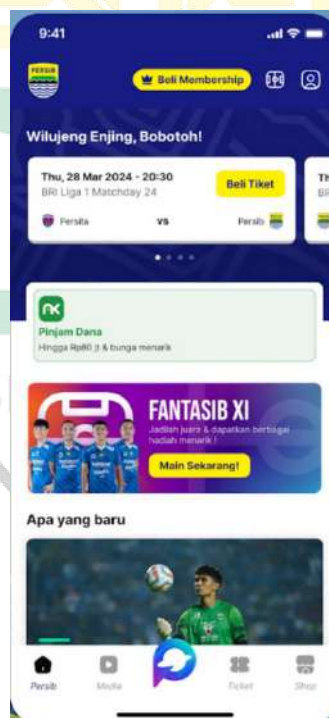 9:41
PERSIB
Beli Membership
Wilujeng Enjing, Bobotoh!
Thu, 28 Mar 2024 - 20:30
BRI Liga 1 Matchday 24
Beli Tiket
Persita
VS
Persib
Pinjam Dana
Hingga Rp80 jt & bunga menarik
FANTASIB XI
Jadilah juara & dapatkan berbagai
hadiah menarik !
Main Sekarang!
Apa yang baru
Persib
Media
Ticket
Shop